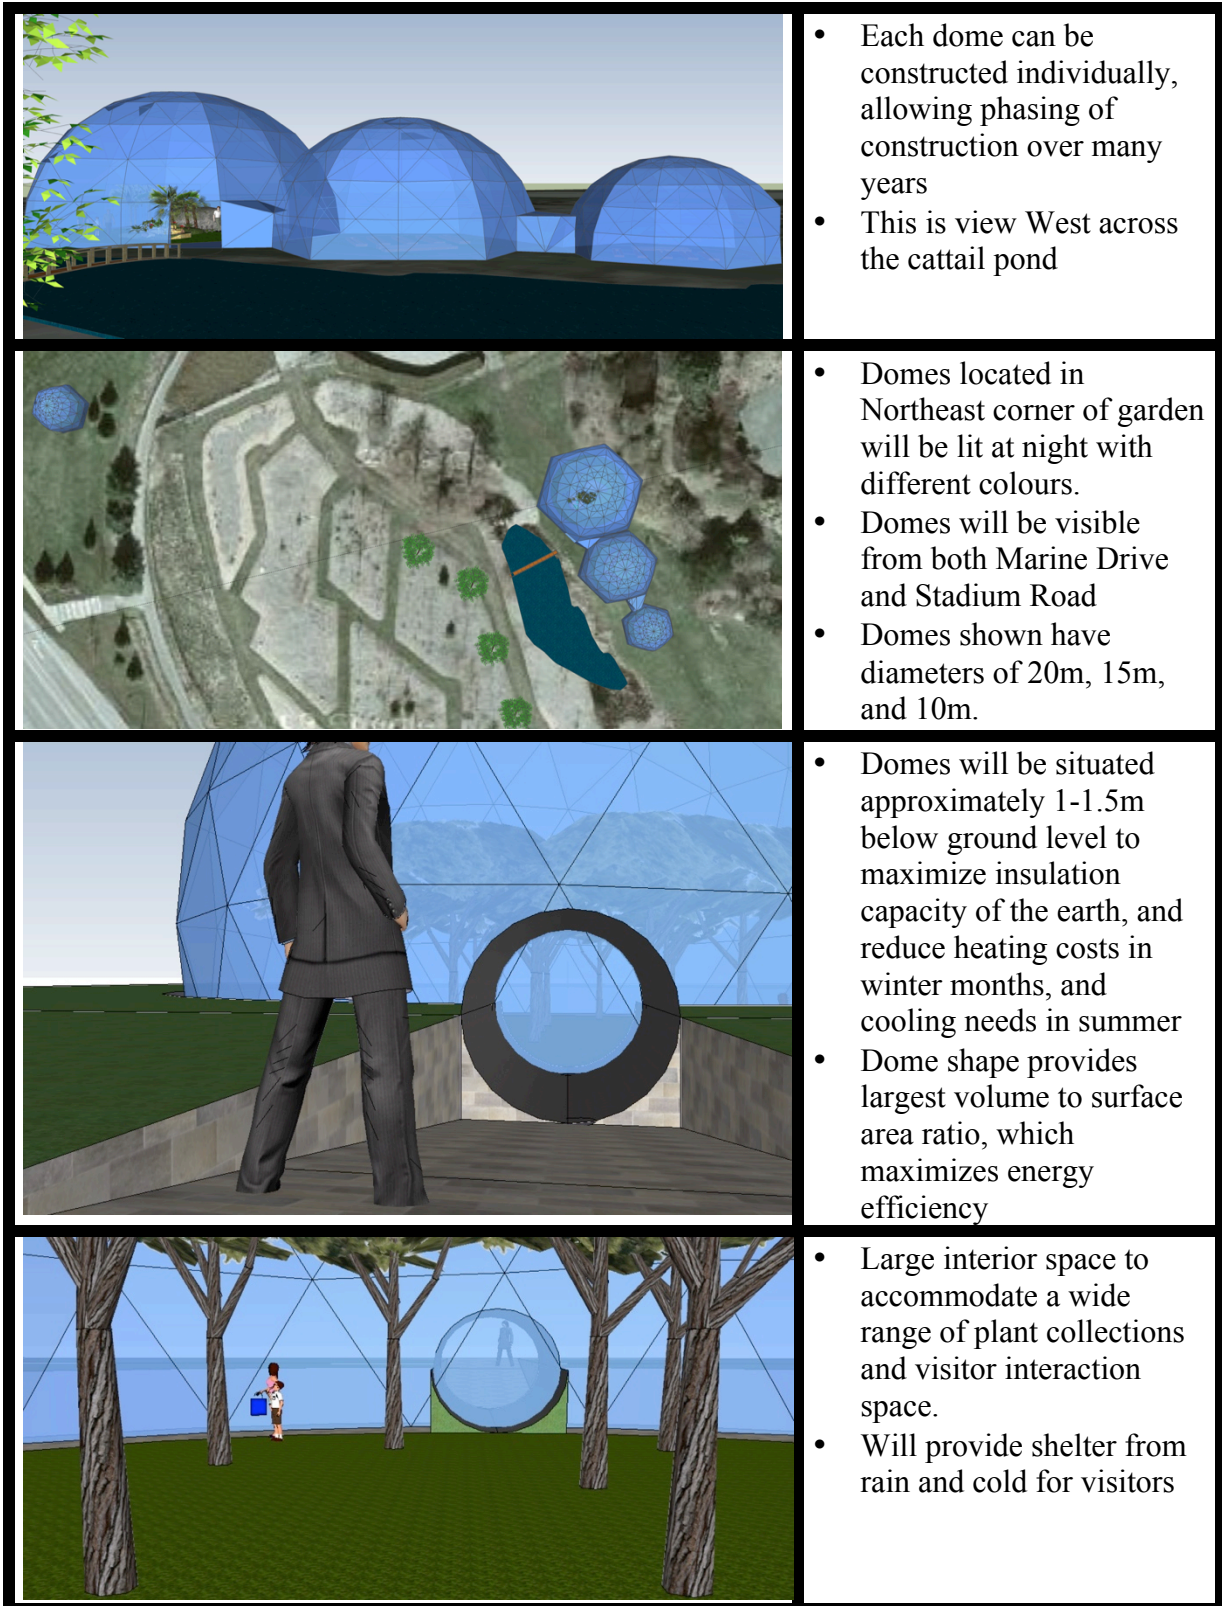 • Each dome can be
constructed individually,
allowing phasing of
construction over many
years
• This is view West across
the cattail pond
• Domes located in
Northeast corner of garden
will be lit at night with
different colours.
• Domes will be visible
from both Marine Drive
and Stadium Road
• Domes shown have
diameters of 20m, 15m,
and 10m.
• Domes will be situated
approximately 1-1.5m
below ground level to
maximize insulation
capacity of the earth, and
reduce heating costs in
winter months, and
cooling needs in summer
• Dome shape provides
largest volume to surface
area ratio, which
maximizes energy
efficiency
• Large interior space to
accommodate a wide
range of plant collections
and visitor interaction
space.
• Will provide shelter from
rain and cold for visitors